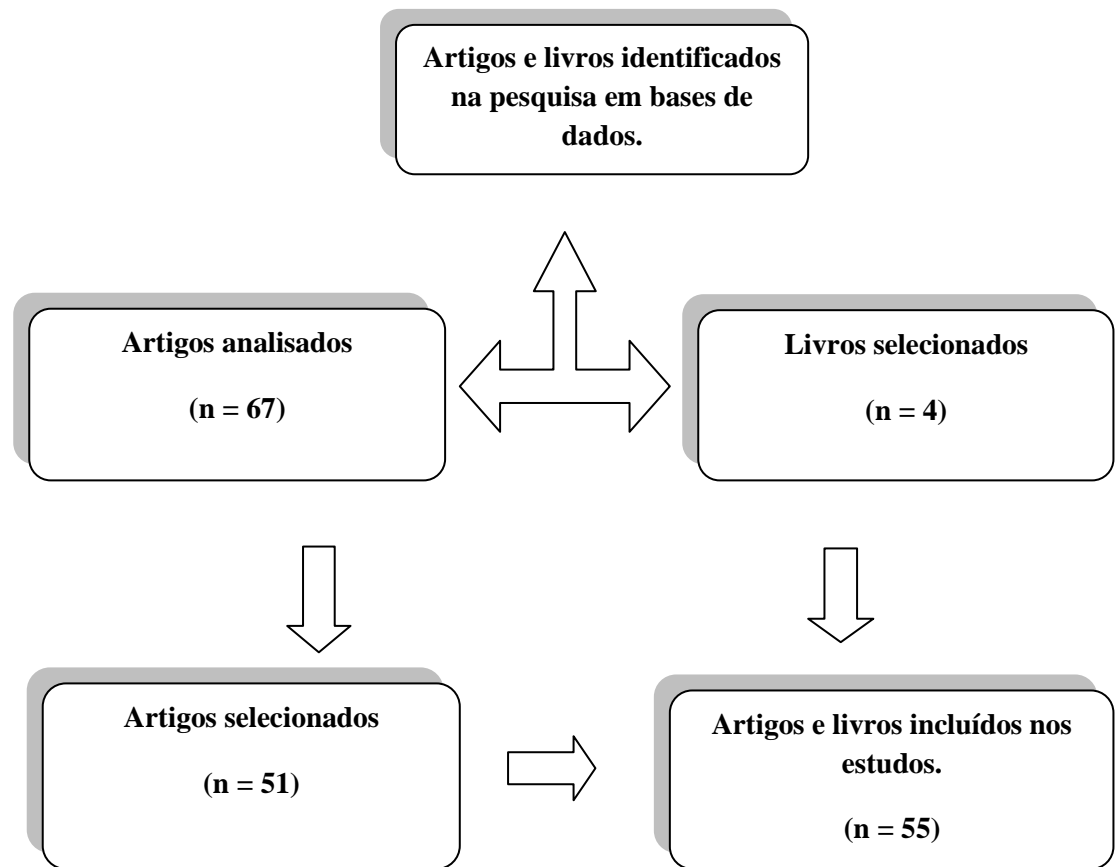 Artigos e livros identificados
na pesquisa em bases de
dados.
Artigos analisados
(n = 67)
Livros selecionados
(n = 4)
Artigos selecionados
(n = 51)
Artigos e livros incluídos nos
estudos.
(n = 55)